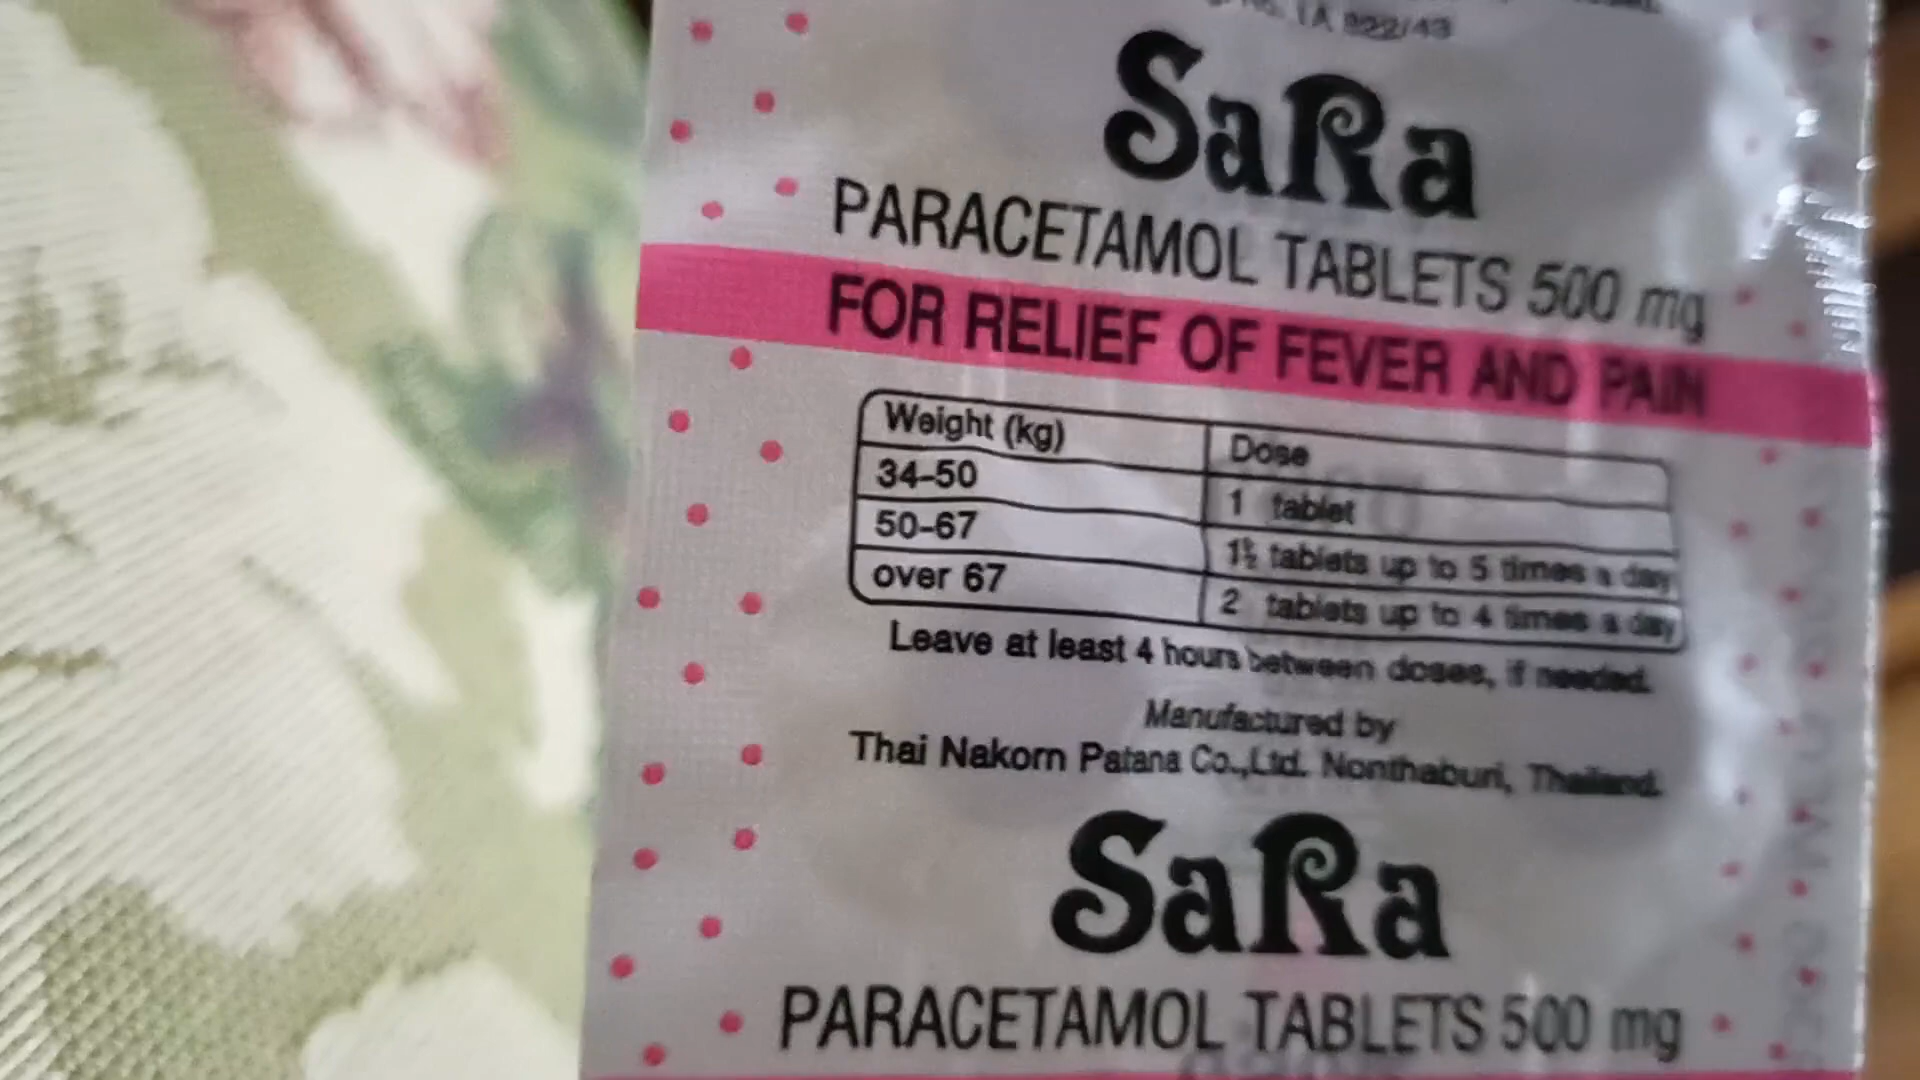 1A 922/43
SaRa
PARACETAMOL TABLETS 500 mg
FOR RELIEF OF FEVER AND PAIN
Weight (kg) Dose
34-50 1 tablet
50-67 1½ tablets up to 5 times a day
over 67 2 tablets up to 4 times a day
Leave at least 4 hours between doses, if needed.
Manufactured by
Thai Nakorn Patana Co.,Ltd. Nonthaburi, Thailand.
SaRa
PARACETAMOL TABLETS 500 mg